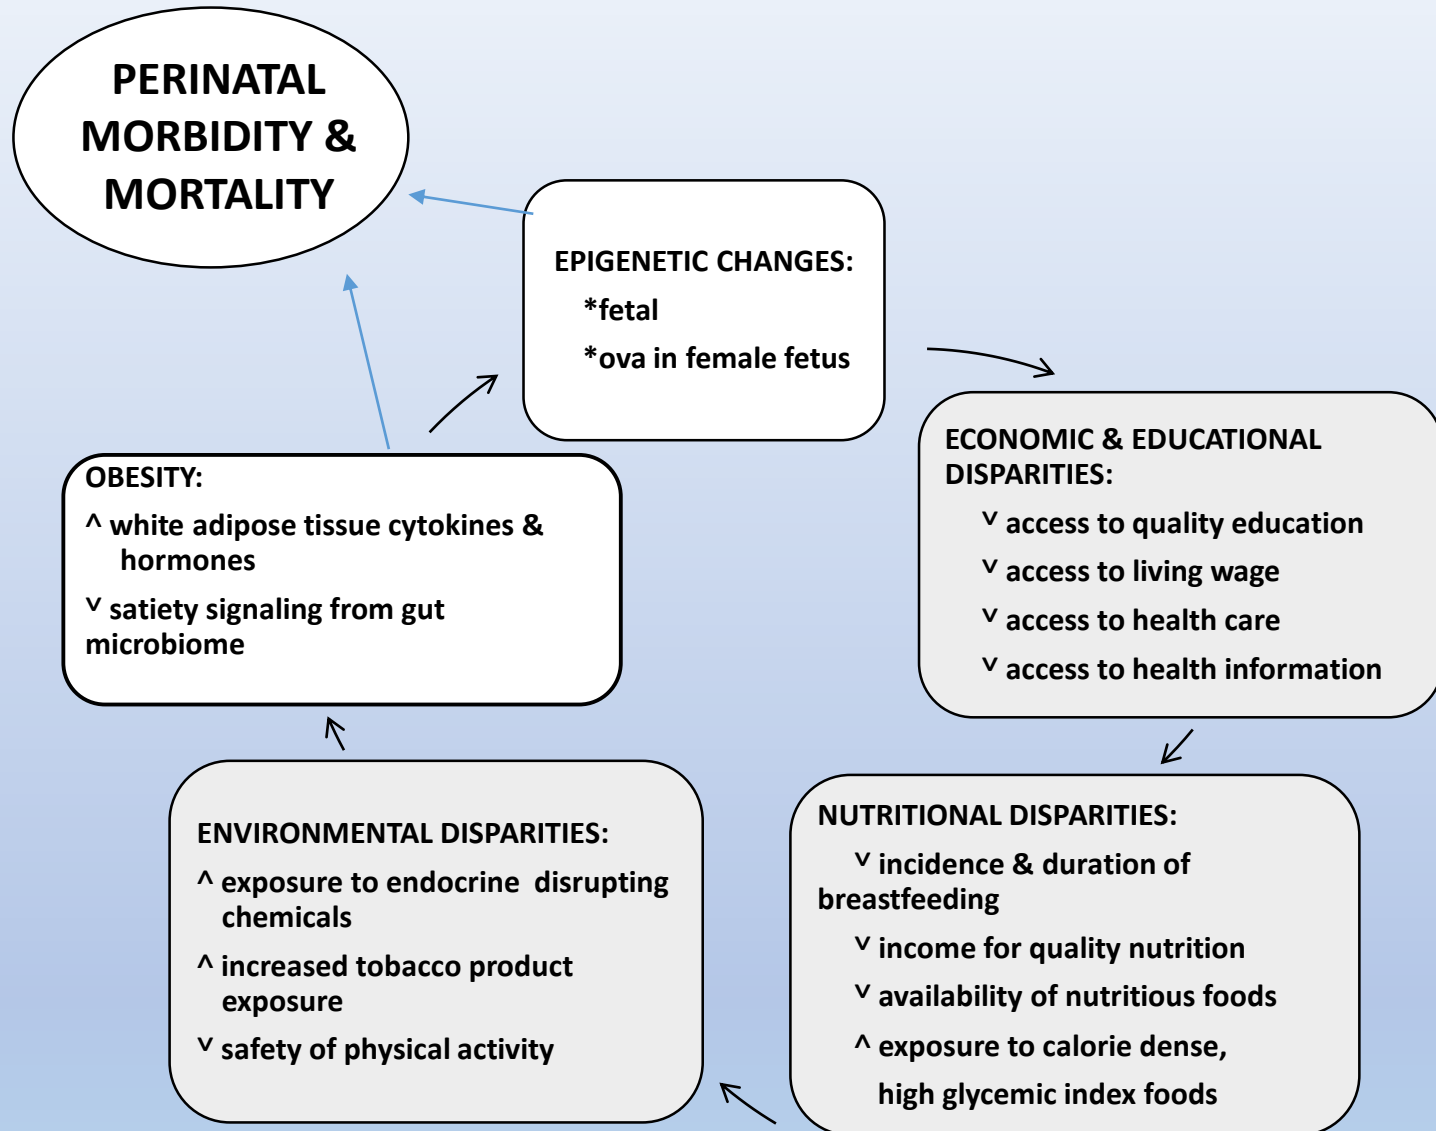 PERINATAL
MORBIDITY &
MORTALITY
EPIGENETIC CHANGES:
*fetal
*ova in female fetus
ECONOMIC & EDUCATIONAL
DISPARITIES:
˅ access to quality education
˅ access to living wage
˅ access to health care
˅ access to health information
OBESITY:
^ white adipose tissue cytokines &
hormones
˅ satiety signaling from gut
microbiome
ENVIRONMENTAL DISPARITIES:
^ exposure to endocrine  disrupting
chemicals
^ increased tobacco product
exposure
˅ safety of physical activity
NUTRITIONAL DISPARITIES:
˅ incidence & duration of
breastfeeding
˅ income for quality nutrition
˅ availability of nutritious foods
^ exposure to calorie dense,
high glycemic index foods